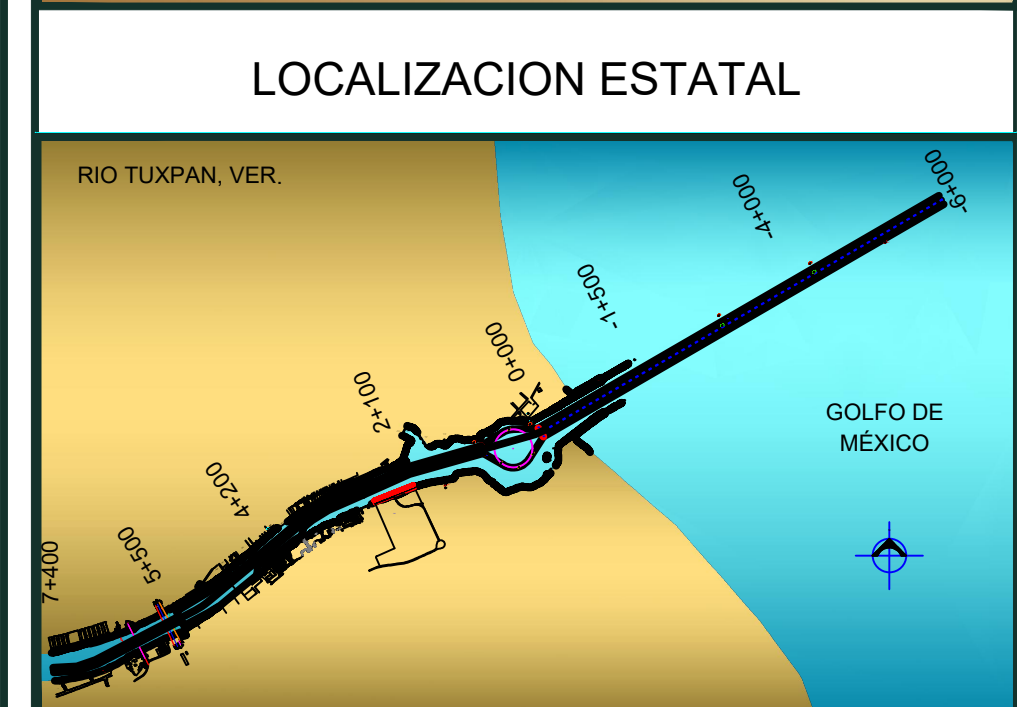 LOCALIZACION ESTATAL
RIO TUXPAN, VER.
-6+000
-4+000
-1+500
0+000
2+100
GOLFO DE
MÉXICO
4+200
5+500
7+400